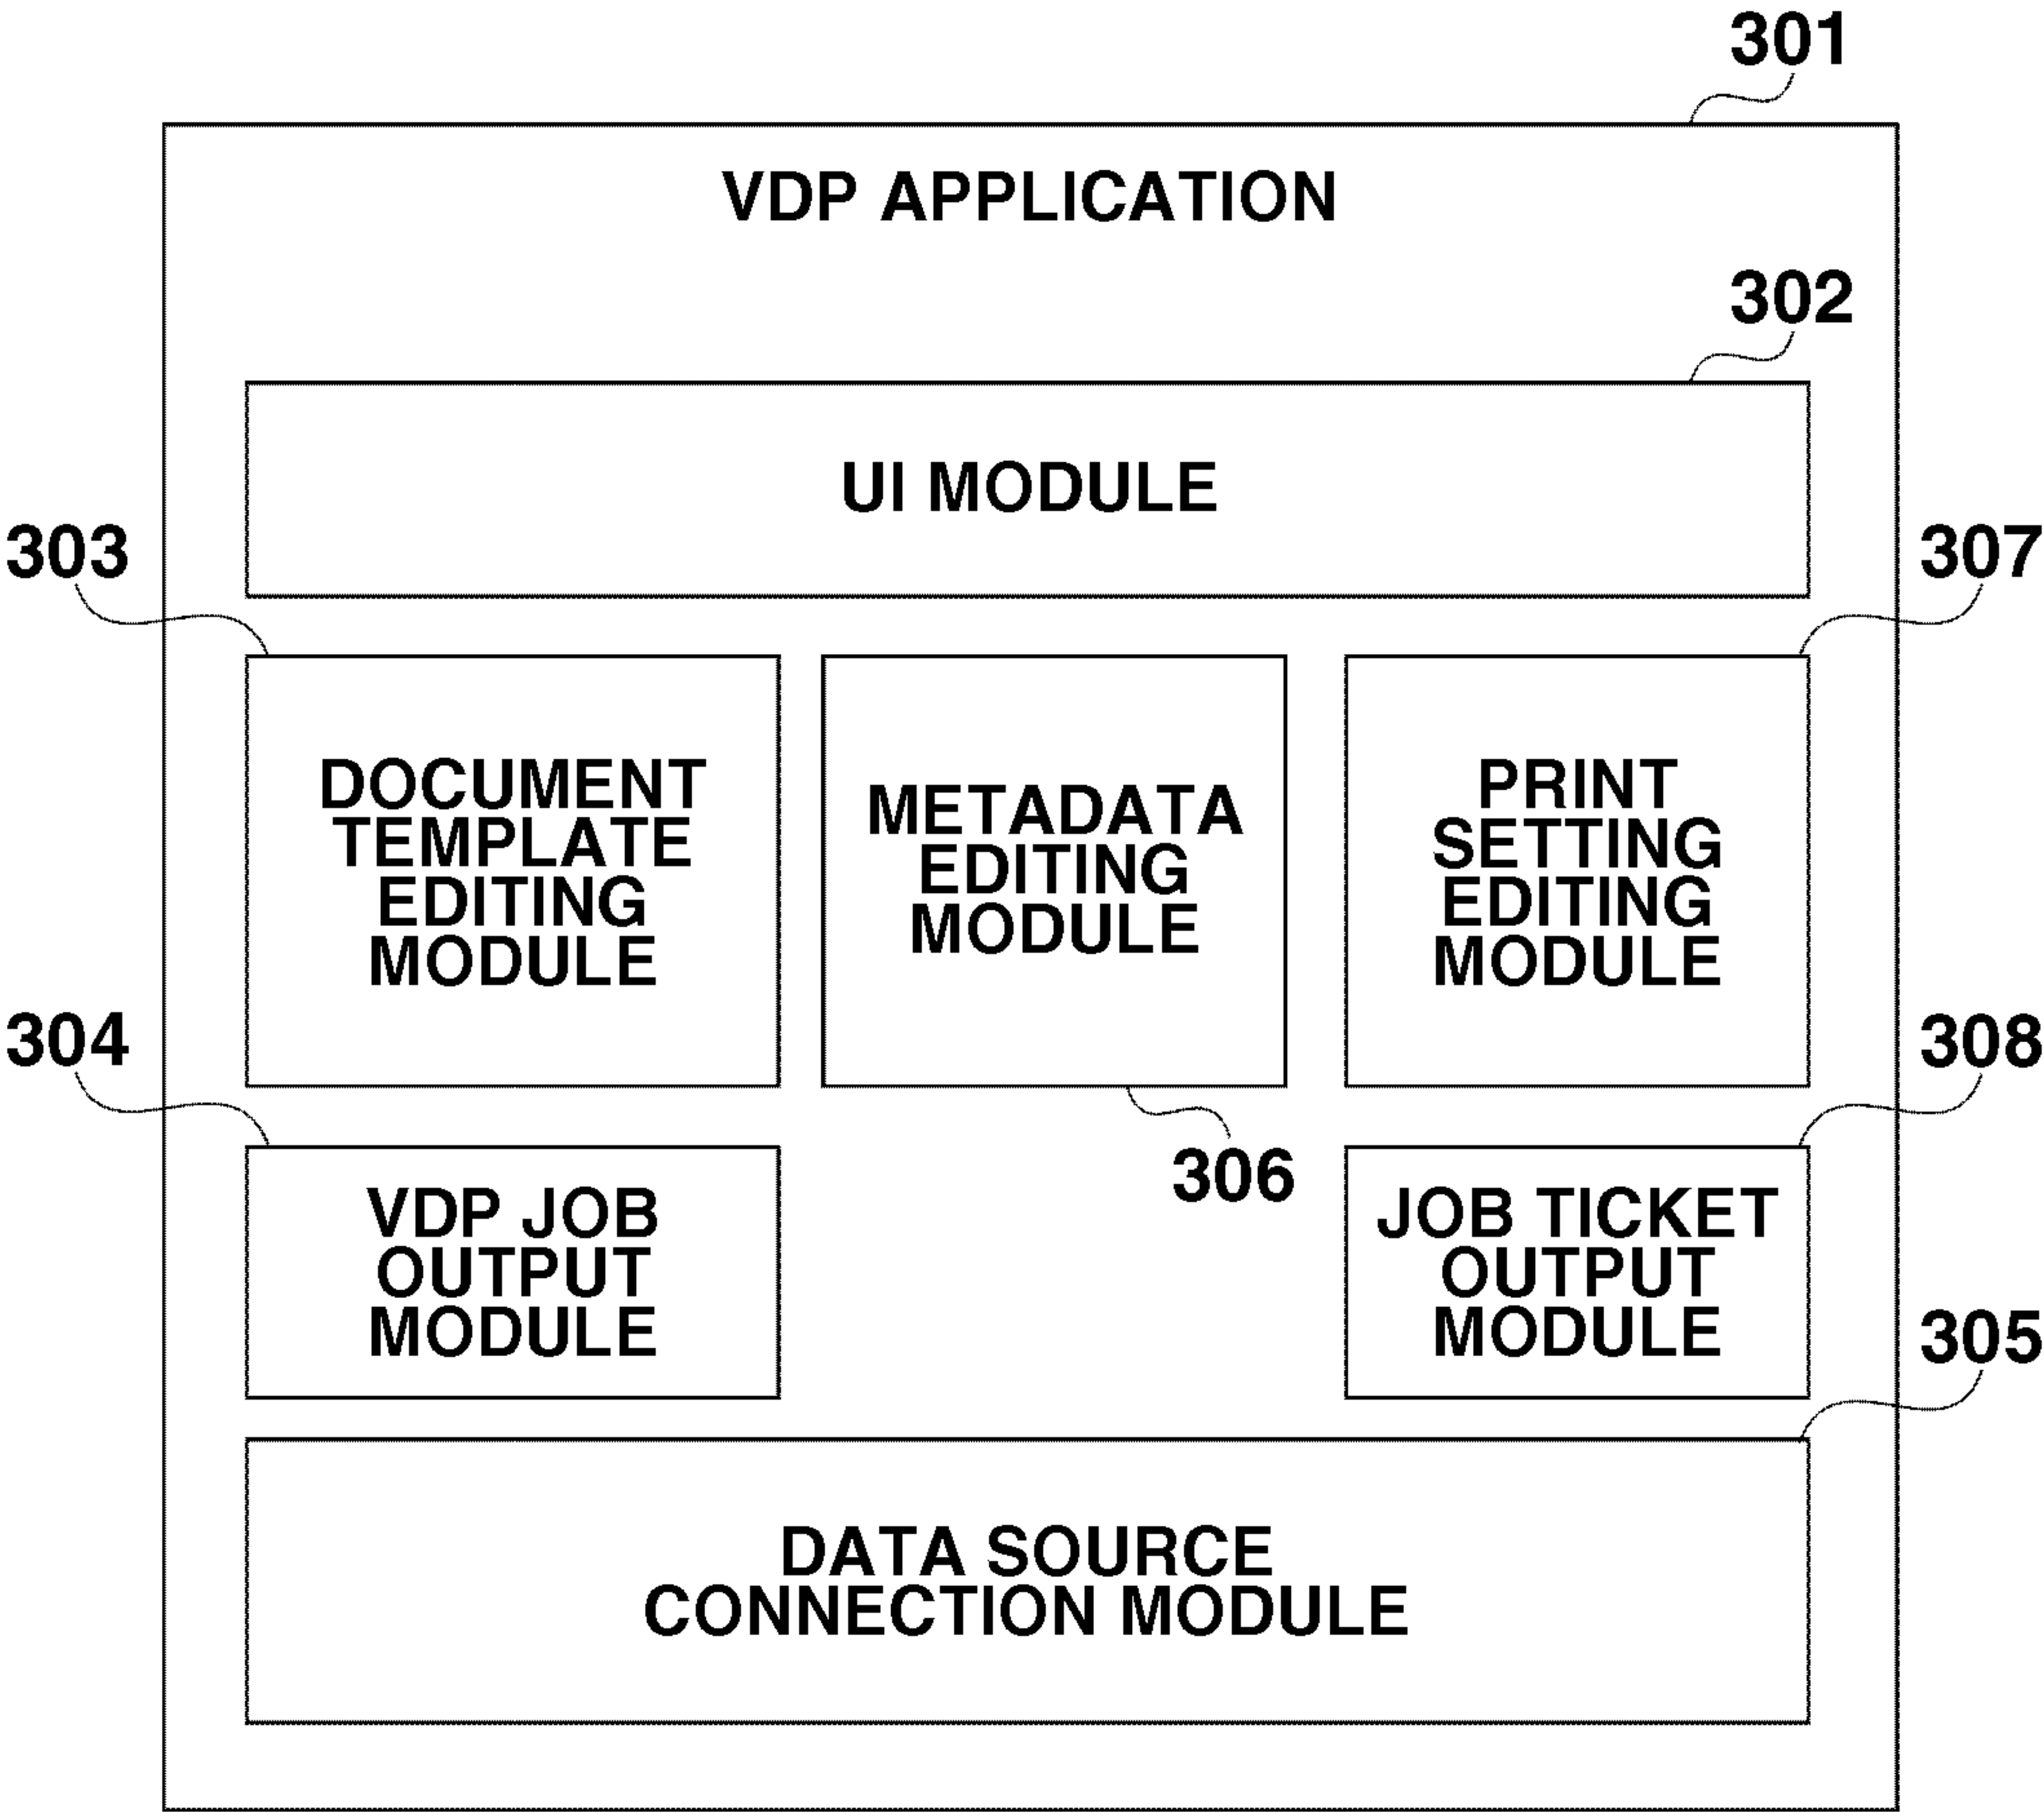 301
VDP APPLICATION
302
UI MODULE
303
307
DOCUMENT
TEMPLATE
EDITING
MODULE
METADATA
EDITING
MODULE
PRINT
SETTING
EDITING
MODULE
304
308
306
VDP JOB
OUTPUT
MODULE
JOB TICKET
OUTPUT
MODULE
305
DATA SOURCE
CONNECTION MODULE